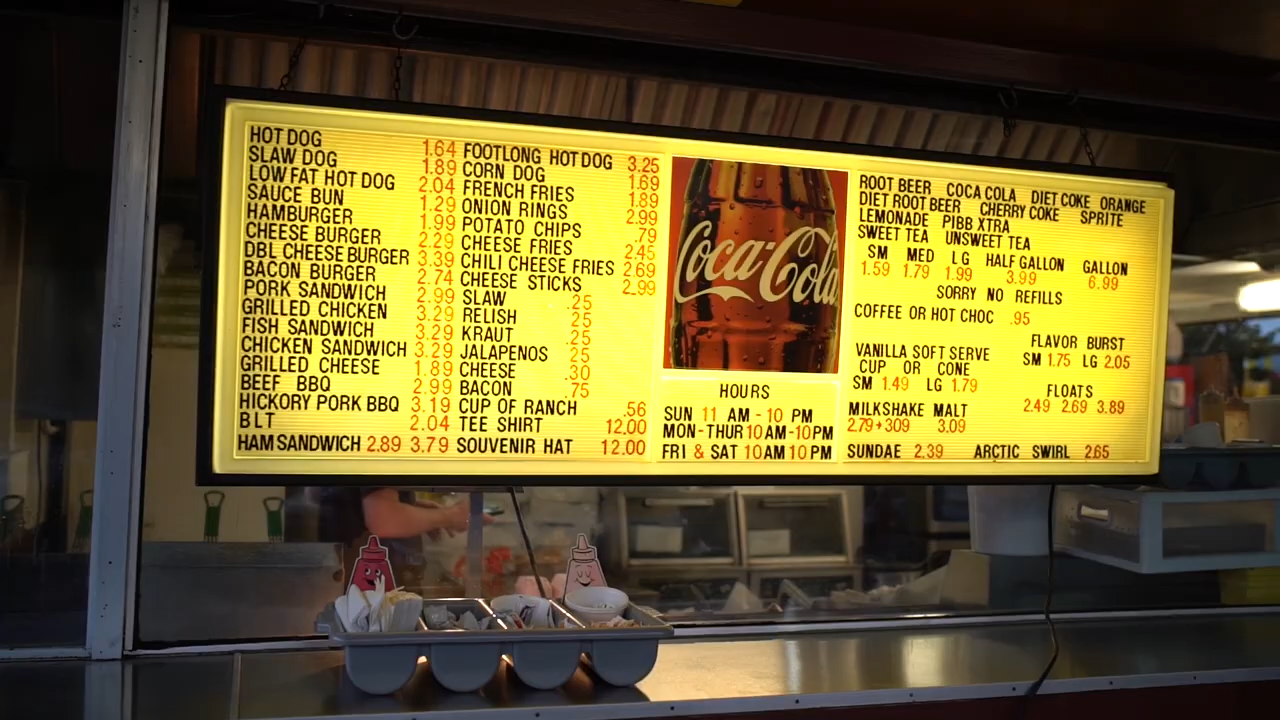 HOT DOG 1.64
SLAW DOG 1.89
LOW FAT HOT DOG 2.04
SAUCE BUN 1.29
HAMBURGER 1.99
CHEESE BURGER 2.29
DBL CHEESE BURGER 3.39
BACON BURGER 2.74
PORK SANDWICH 2.99
GRILLED CHICKEN 3.29
FISH SANDWICH 3.29
CHICKEN SANDWICH 3.29
GRILLED CHEESE 1.89
BEEF BBQ 2.99
HICKORY PORK BBQ 3.19
BLT 2.04
HAM SANDWICH 2.89 3.79
FOOTLONG HOT DOG 3.25
CORN DOG 1.69
FRENCH FRIES 1.89
ONION RINGS 2.99
POTATO CHIPS .79
CHEESE FRIES 2.45
CHILI CHEESE FRIES 2.69
CHEESE STICKS 2.99
SLAW .25
RELISH .25
KRAUT .25
JALAPENOS .25
CHEESE .30
BACON .75
CUP OF RANCH .56
TEE SHIRT 12.00
SOUVENIR HAT 12.00
Coca-Cola
HOURS
SUN 11 AM - 10 PM
MON - THUR 10 AM - 10 PM
FRI & SAT 10 AM 10 PM
ROOT BEER COCA COLA DIET COKE ORANGE
DIET ROOT BEER CHERRY COKE SPRITE
LEMONADE PIBB XTRA
SWEET TEA UNSWEET TEA
SM MED LG HALF GALLON GALLON
1.59 1.79 1.99 3.99 6.99
SORRY NO REFILLS
COFFEE OR HOT CHOC .95
VANILLA SOFT SERVE
CUP OR CONE
SM 1.49 LG 1.79
FLAVOR BURST
SM 1.75 LG 2.05
MILKSHAKE MALT
2.79+309 3.09
FLOATS
2.49 2.69 3.89
SUNDAE 2.39 ARCTIC SWIRL 2.65